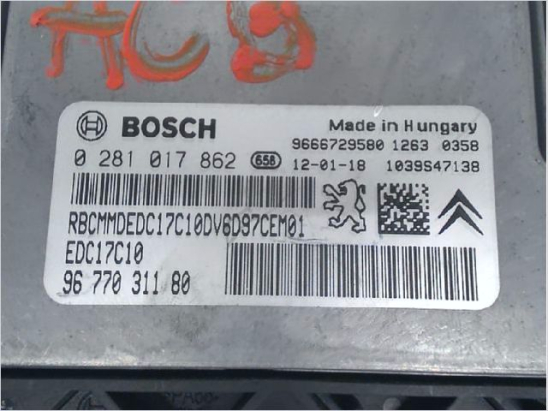 ACB
BOSCH
Made in Hungary
9666729580 1263 0358
0 281 017 862 658 12-01-18 1039S47138
RBCMMDEDC17C10DV6D97CEM01
EDC17C10
96 770 311 80